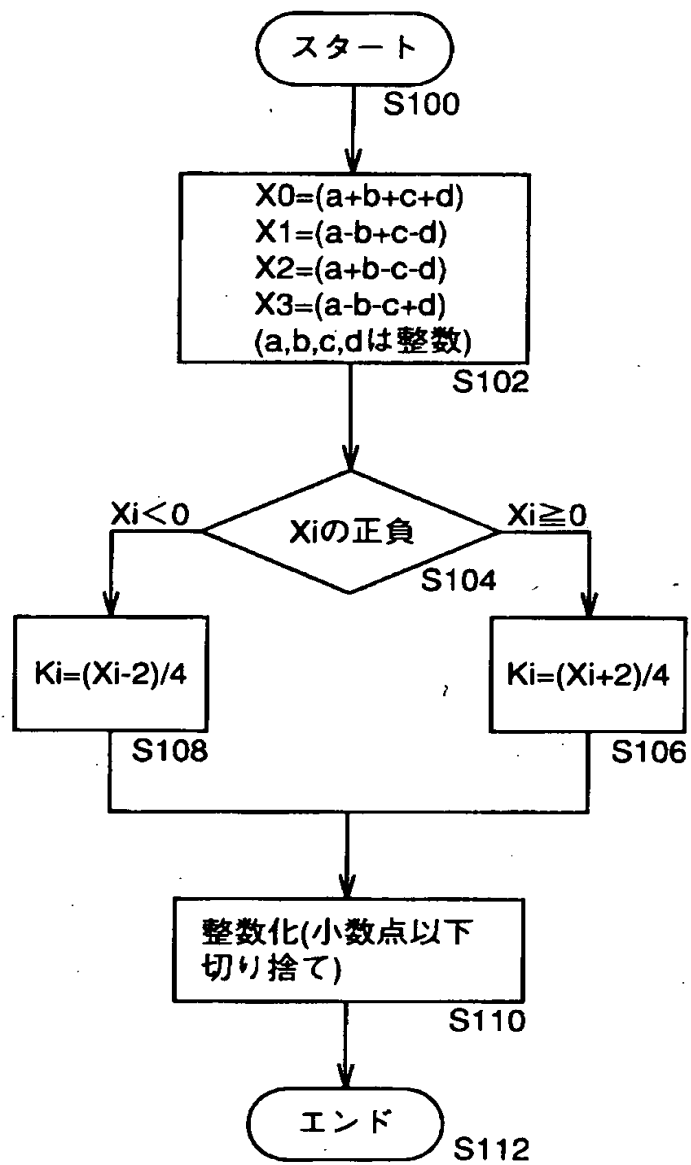 スタート
S100
X0=(a+b+c+d)
X1=(a-b+c-d)
X2=(a+b-c-d)
X3=(a-b-c+d)
(a,b,c,dは整数)
S102
Xi<0
Xiの正負
Xi≧0
S104
Ki=(Xi-2)/4
Ki=(Xi+2)/4
S108
S106
整数化(小数点以下
切り捨て)
S110
エンド
S112